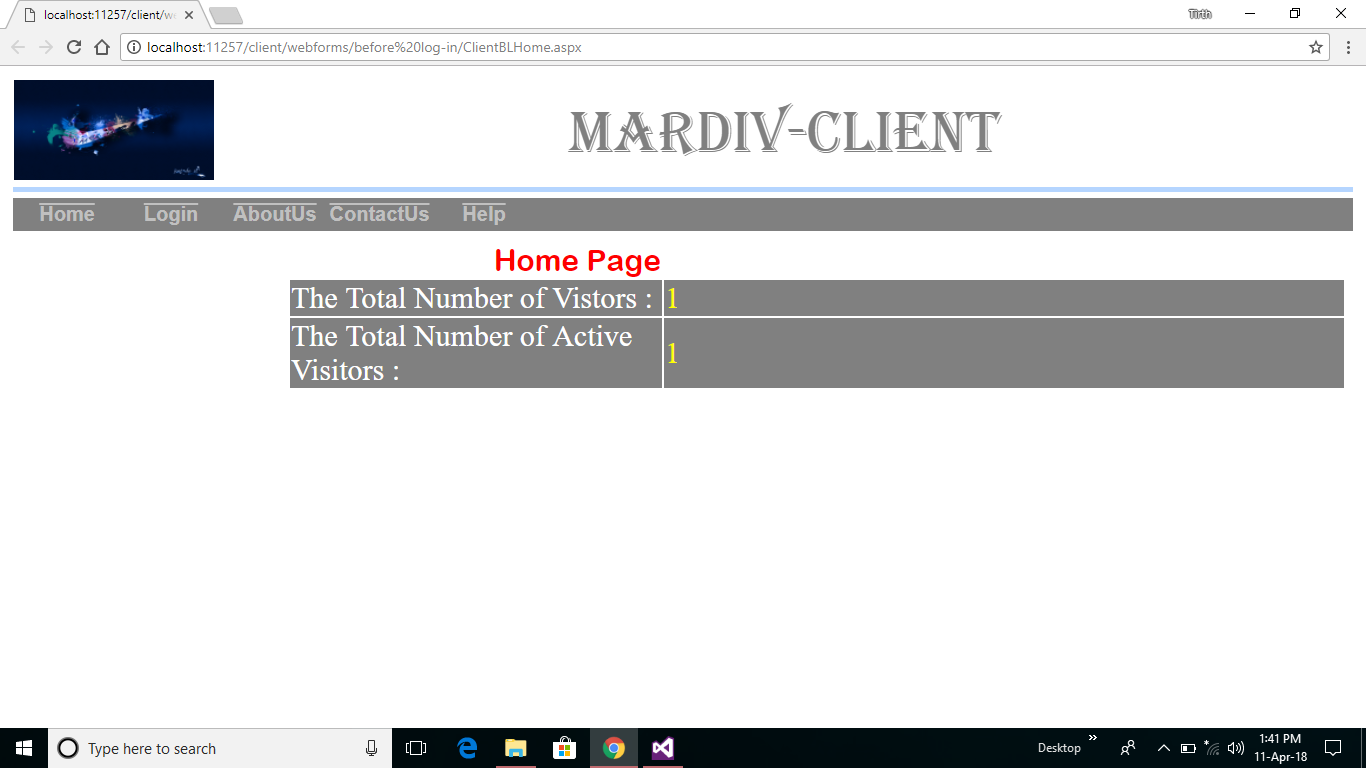 localhost:11257/client/we
Tirth
localhost:11257/client/webforms/before%20log-in/ClientBLHome.aspx
MARDIV-CLIENT
Home Login AboutUs ContactUs Help
Home Page
The Total Number of Vistors : 1
The Total Number of Active
Visitors : 1
Type here to search
Desktop
1:41 PM
11-Apr-18